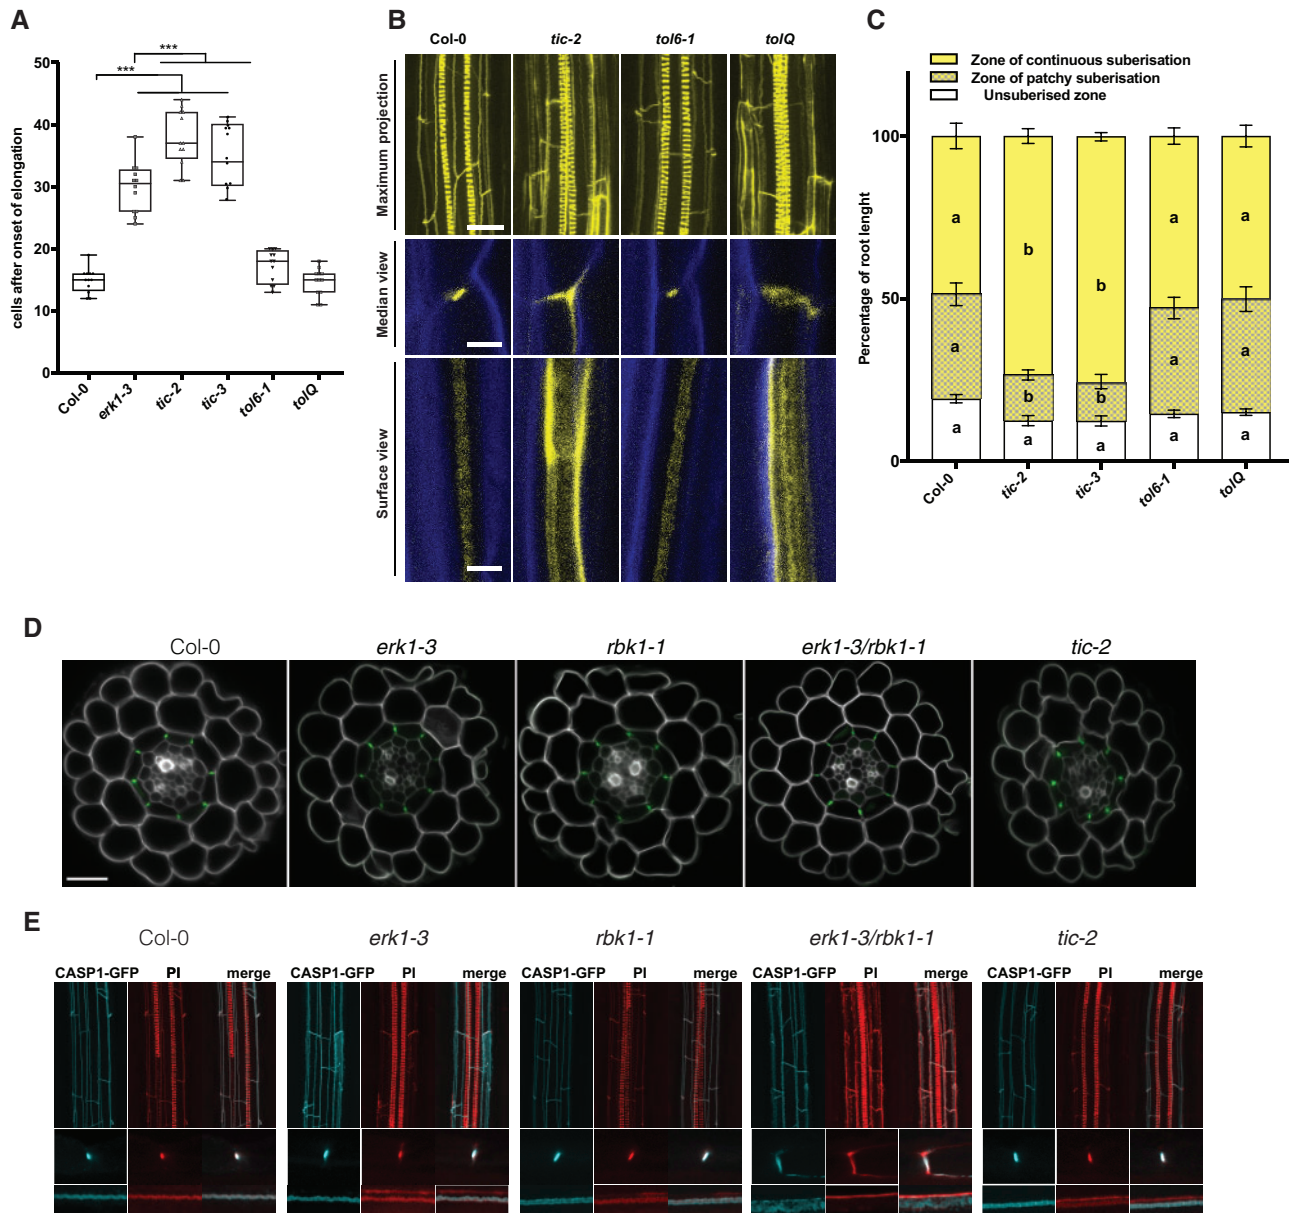 A
***
***
cells after onset of elongation
50
40
30
20
10
0
Col-0
erk1-3
tic-2
tic-3
tol6-1
tolQ
B
Col-0
tic-2
tol6-1
tolQ
Maximum projection
Median view
Surface view
C
Zone of continuous suberisation
Zone of patchy suberisation
Unsuberised zone
Percentage of root lenght
100
50
0
a
b
b
a
a
a
b
b
a
a
a
a
a
a
a
Col-0
tic-2
tic-3
tol6-1
tolQ
D
Col-0
erk1-3
rbk1-1
erk1-3/rbk1-1
tic-2
E
Col-0
erk1-3
rbk1-1
erk1-3/rbk1-1
tic-2
CASP1-GFP PI merge
CASP1-GFP PI merge
CASP1-GFP PI merge
CASP1-GFP PI merge
CASP1-GFP PI merge